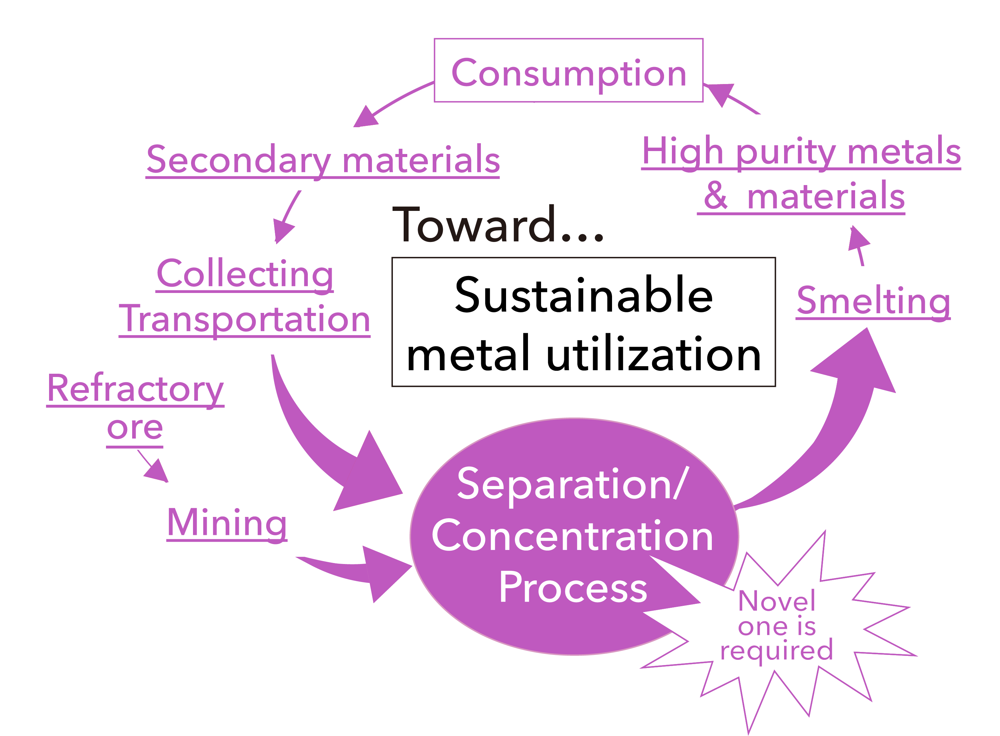 Consumption
Secondary materials
High purity metals
& materials
Toward...
Collecting
Transportation
Sustainable
metal utilization
Smelting
Refractory
ore
Mining
Separation/
Concentration
Process
Novel
one is
required